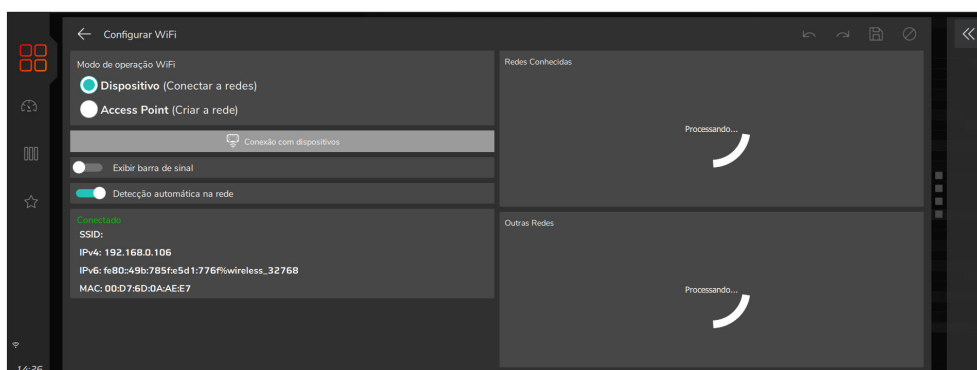 Configurar WiFi
Modo de operação WiFi
Dispositivo (Conectar a redes)
Access Point (Criar a rede)
Conexão com dispositivos
Exibir barra de sinal
Detecção automática na rede
Conectado
SSID:
IPv4: 192.168.0.106
IPv6: fe80::49b:785f:e5d1:776f%wireless_32768
MAC: 00:D7:6D:0A:AE:E7
Redes Conhecidas
Processando...
Outras Redes
Processando...
14:26